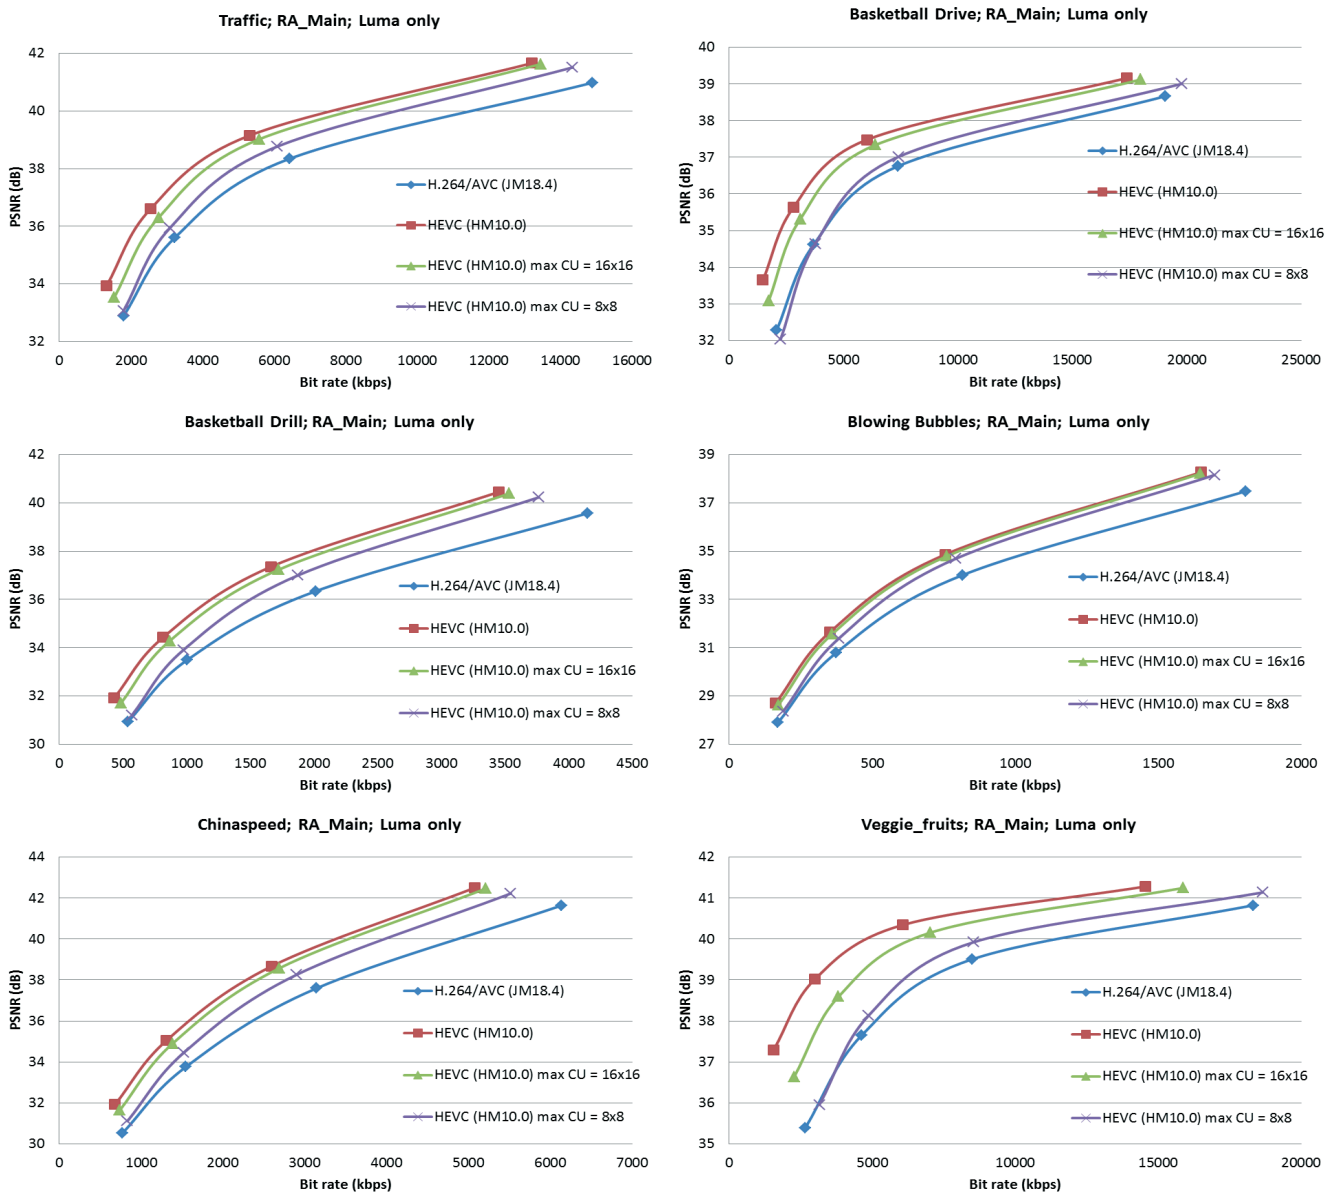 Traffic; RA_Main; Luma only
42
40
38
36
34
32
PSNR (dB)
0 2000 4000 6000 8000 10000 12000 14000 16000
Bit rate (kbps)
H.264/AVC (JM18.4)
HEVC (HM10.0)
HEVC (HM10.0) max CU = 16x16
HEVC (HM10.0) max CU = 8x8
Basketball Drive; RA_Main; Luma only
40
39
38
37
36
35
34
33
32
PSNR (dB)
0 5000 10000 15000 20000 25000
Bit rate (kbps)
H.264/AVC (JM18.4)
HEVC (HM10.0)
HEVC (HM10.0) max CU = 16x16
HEVC (HM10.0) max CU = 8x8
Basketball Drill; RA_Main; Luma only
42
40
38
36
34
32
30
PSNR (dB)
0 500 1000 1500 2000 2500 3000 3500 4000 4500
Bit rate (kbps)
H.264/AVC (JM18.4)
HEVC (HM10.0)
HEVC (HM10.0) max CU = 16x16
HEVC (HM10.0) max CU = 8x8
Blowing Bubbles; RA_Main; Luma only
39
37
35
33
31
29
27
PSNR (dB)
0 500 1000 1500 2000
Bit rate (kbps)
H.264/AVC (JM18.4)
HEVC (HM10.0)
HEVC (HM10.0) max CU = 16x16
HEVC (HM10.0) max CU = 8x8
Chinaspeed; RA_Main; Luma only
44
42
40
38
36
34
32
30
PSNR (dB)
0 1000 2000 3000 4000 5000 6000 7000
Bit rate (kbps)
H.264/AVC (JM18.4)
HEVC (HM10.0)
HEVC (HM10.0) max CU = 16x16
HEVC (HM10.0) max CU = 8x8
Veggie_fruits; RA_Main; Luma only
42
41
40
39
38
37
36
35
PSNR (dB)
0 5000 10000 15000 20000
Bit rate (kbps)
H.264/AVC (JM18.4)
HEVC (HM10.0)
HEVC (HM10.0) max CU = 16x16
HEVC (HM10.0) max CU = 8x8